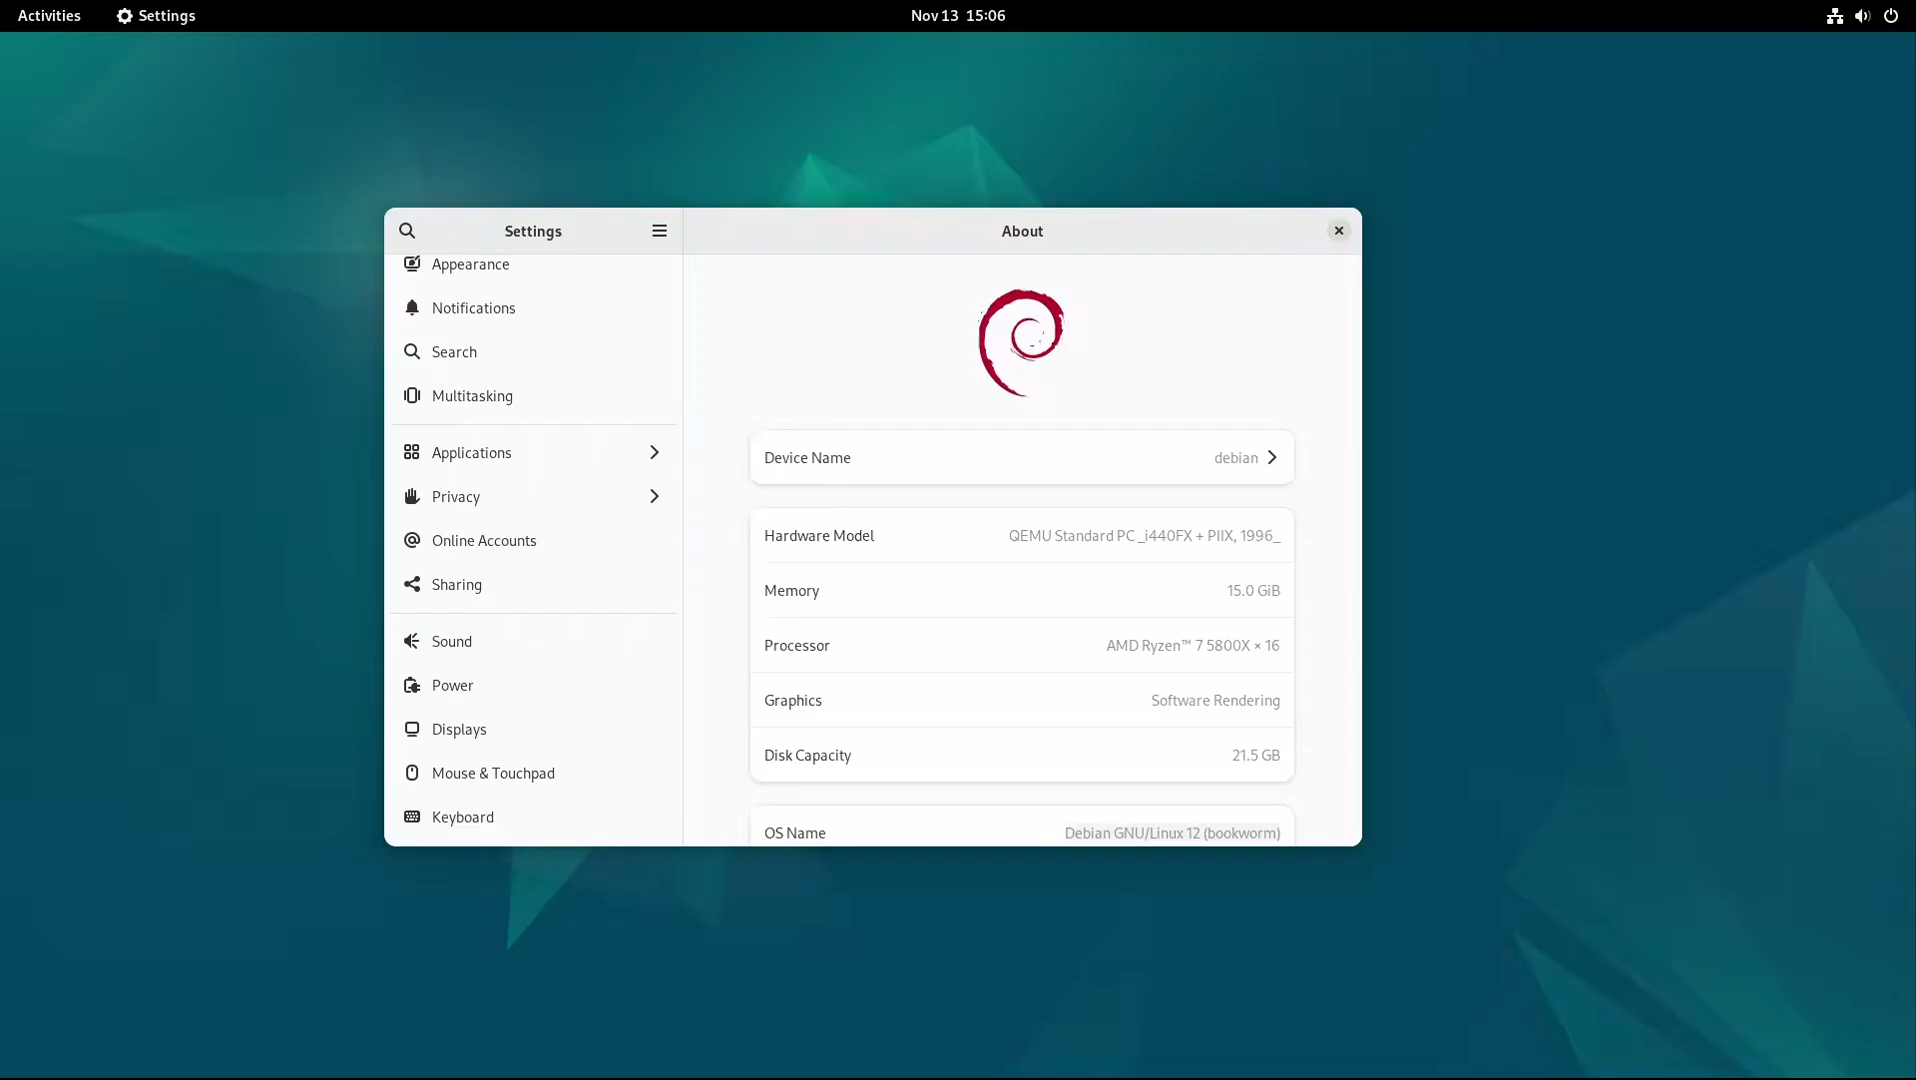 Activities
Settings
Nov 13 15:06
Settings
About
Appearance
Notifications
Search
Multitasking
Applications
Privacy
Online Accounts
Sharing
Sound
Power
Displays
Mouse & Touchpad
Keyboard
Device Name debian
Hardware Model QEMU Standard PC _i440FX + PIIX, 1996_
Memory 15.0 GiB
Processor AMD Ryzen™ 7 5800X × 16
Graphics Software Rendering
Disk Capacity 21.5 GB
OS Name Debian GNU/Linux 12 (bookworm)